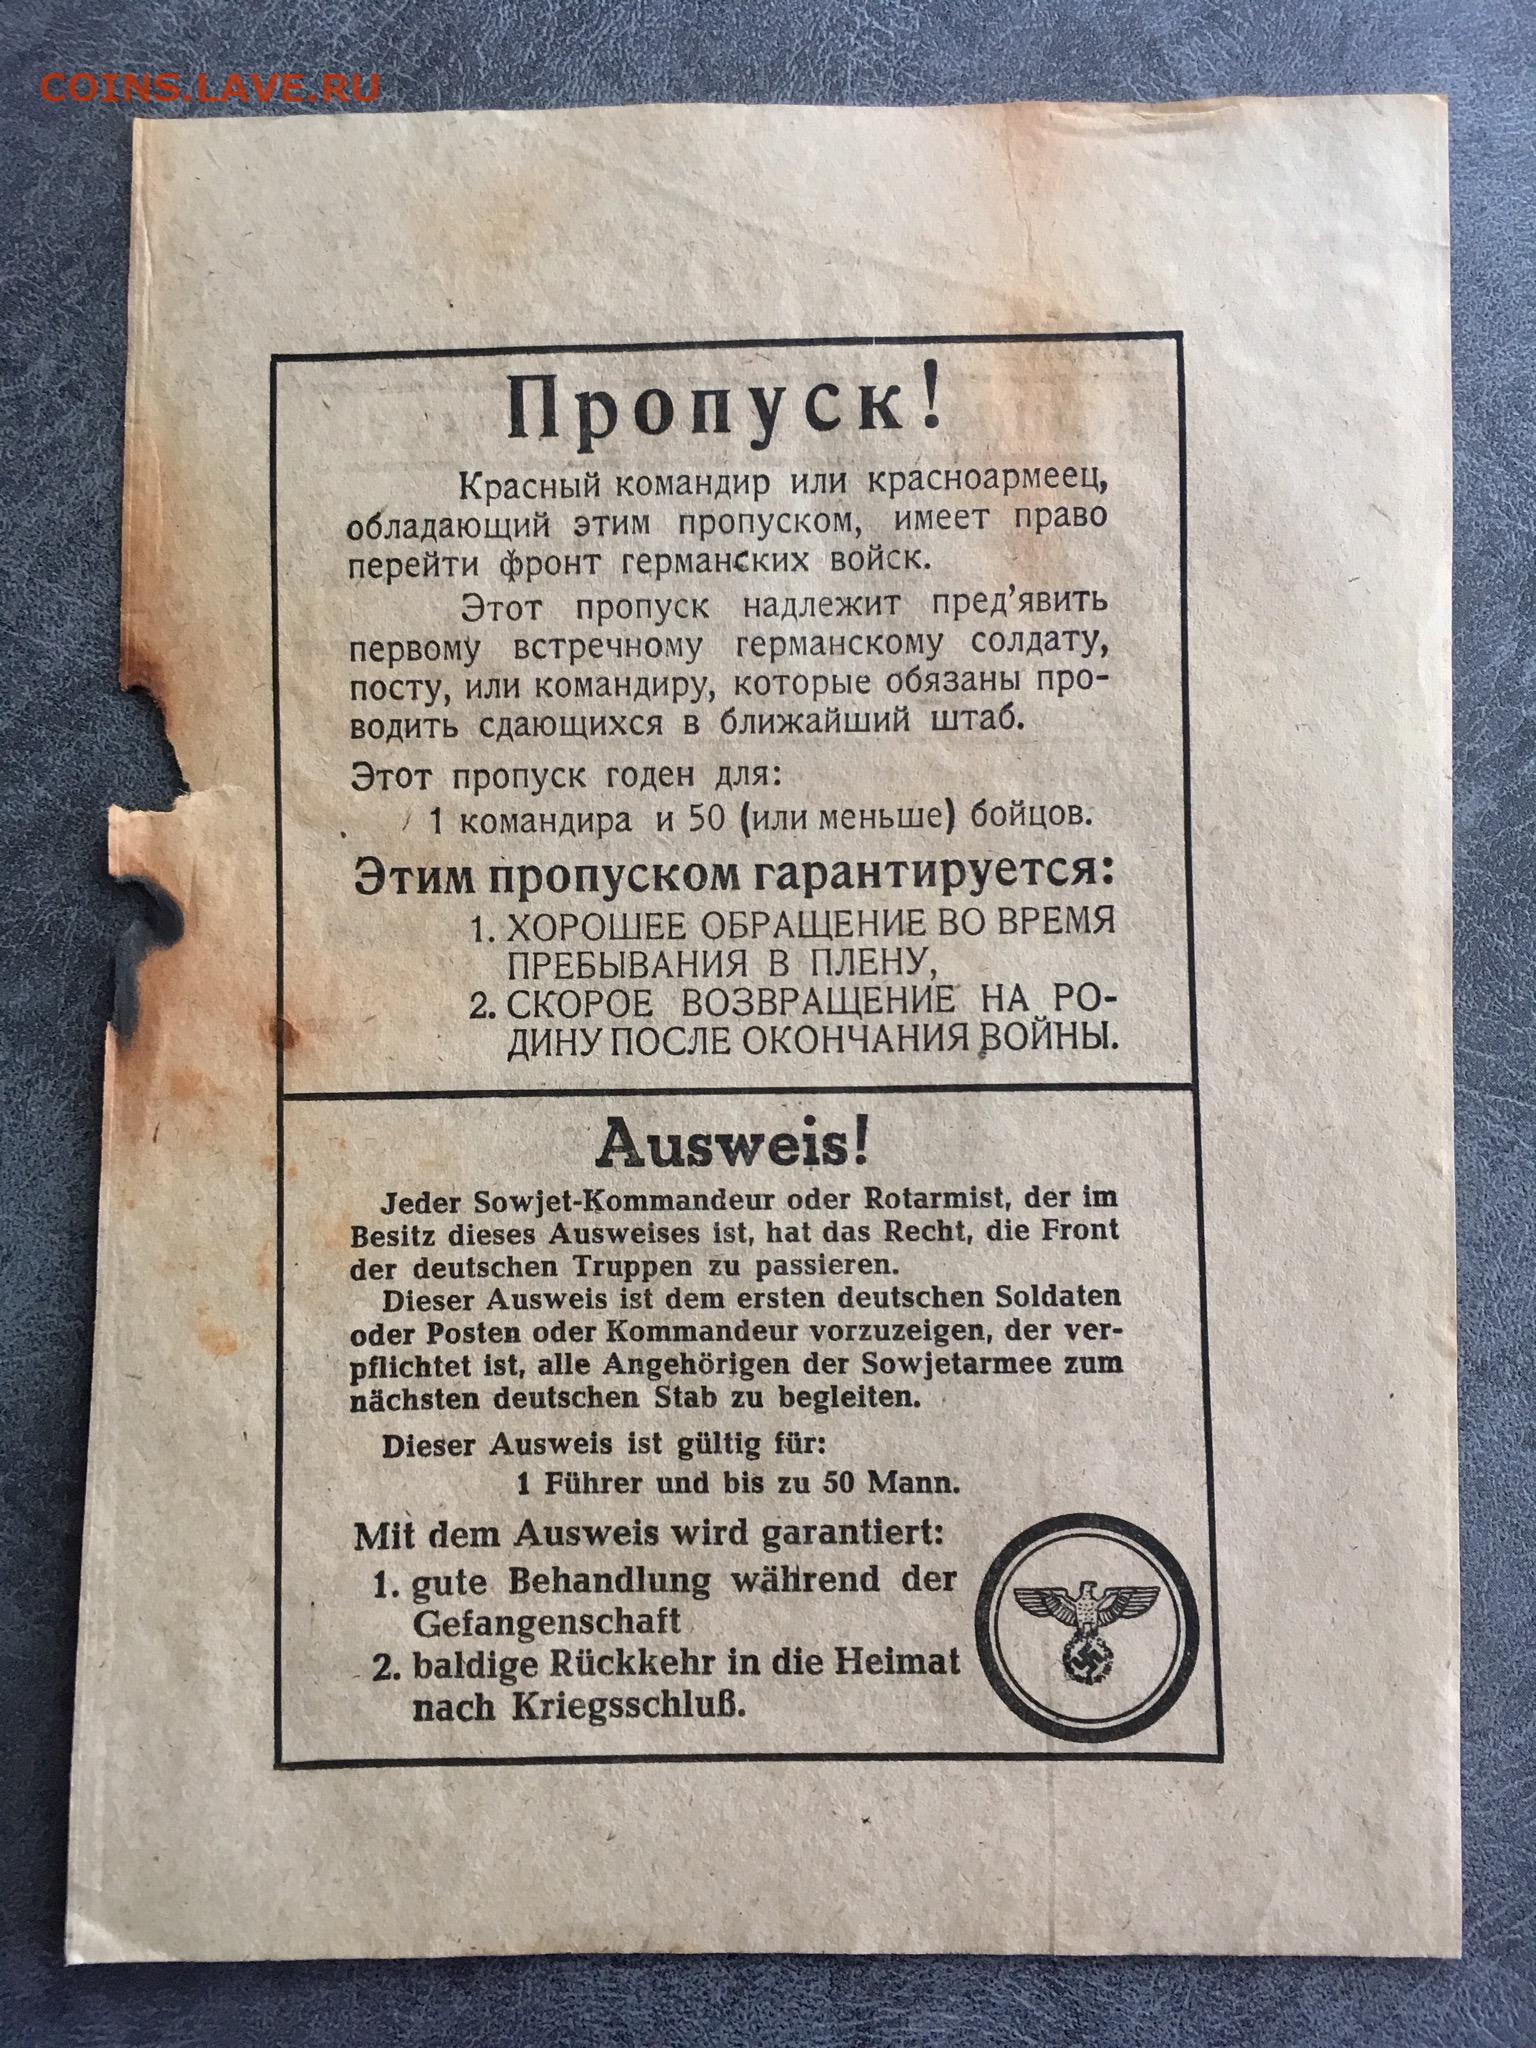 COINS.LAVE.RU
Пропуск!
Красный командир или красноармеец,
обладающий этим пропуском, имеет право
перейти фронт германских войск.
Этот пропуск надлежит пред’явить
первому встречному германскому солдату,
посту, или командиру, которые обязаны про-
водить сдающихся в ближайший штаб.
Этот пропуск годен для:
1 командира и 50 (или меньше) бойцов.
Этим пропуском гарантируется:
1. ХОРОШЕЕ ОБРАЩЕНИЕ ВО ВРЕМЯ
ПРЕБЫВАНИЯ В ПЛЕНУ,
2. СКОРОЕ ВОЗВРАЩЕНИЕ НА РО-
ДИНУ ПОСЛЕ ОКОНЧАНИЯ ВОЙНЫ.
Ausweis!
Jeder Sowjet-Kommandeur oder Rotarmist, der im
Besitz dieses Ausweises ist, hat das Recht, die Front
der deutschen Truppen zu passieren.
Dieser Ausweis ist dem ersten deutschen Soldaten
oder Posten oder Kommandeur vorzuzeigen, der ver-
pflichtet ist, alle Angehörigen der Sowjetarmee zum
nächsten deutschen Stab zu begleiten.
Dieser Ausweis ist gültig für:
1 Führer und bis zu 50 Mann.
Mit dem Ausweis wird garantiert:
1. gute Behandlung während der
Gefangenschaft
2. baldige Rückkehr in die Heimat
nach Kriegsschluß.